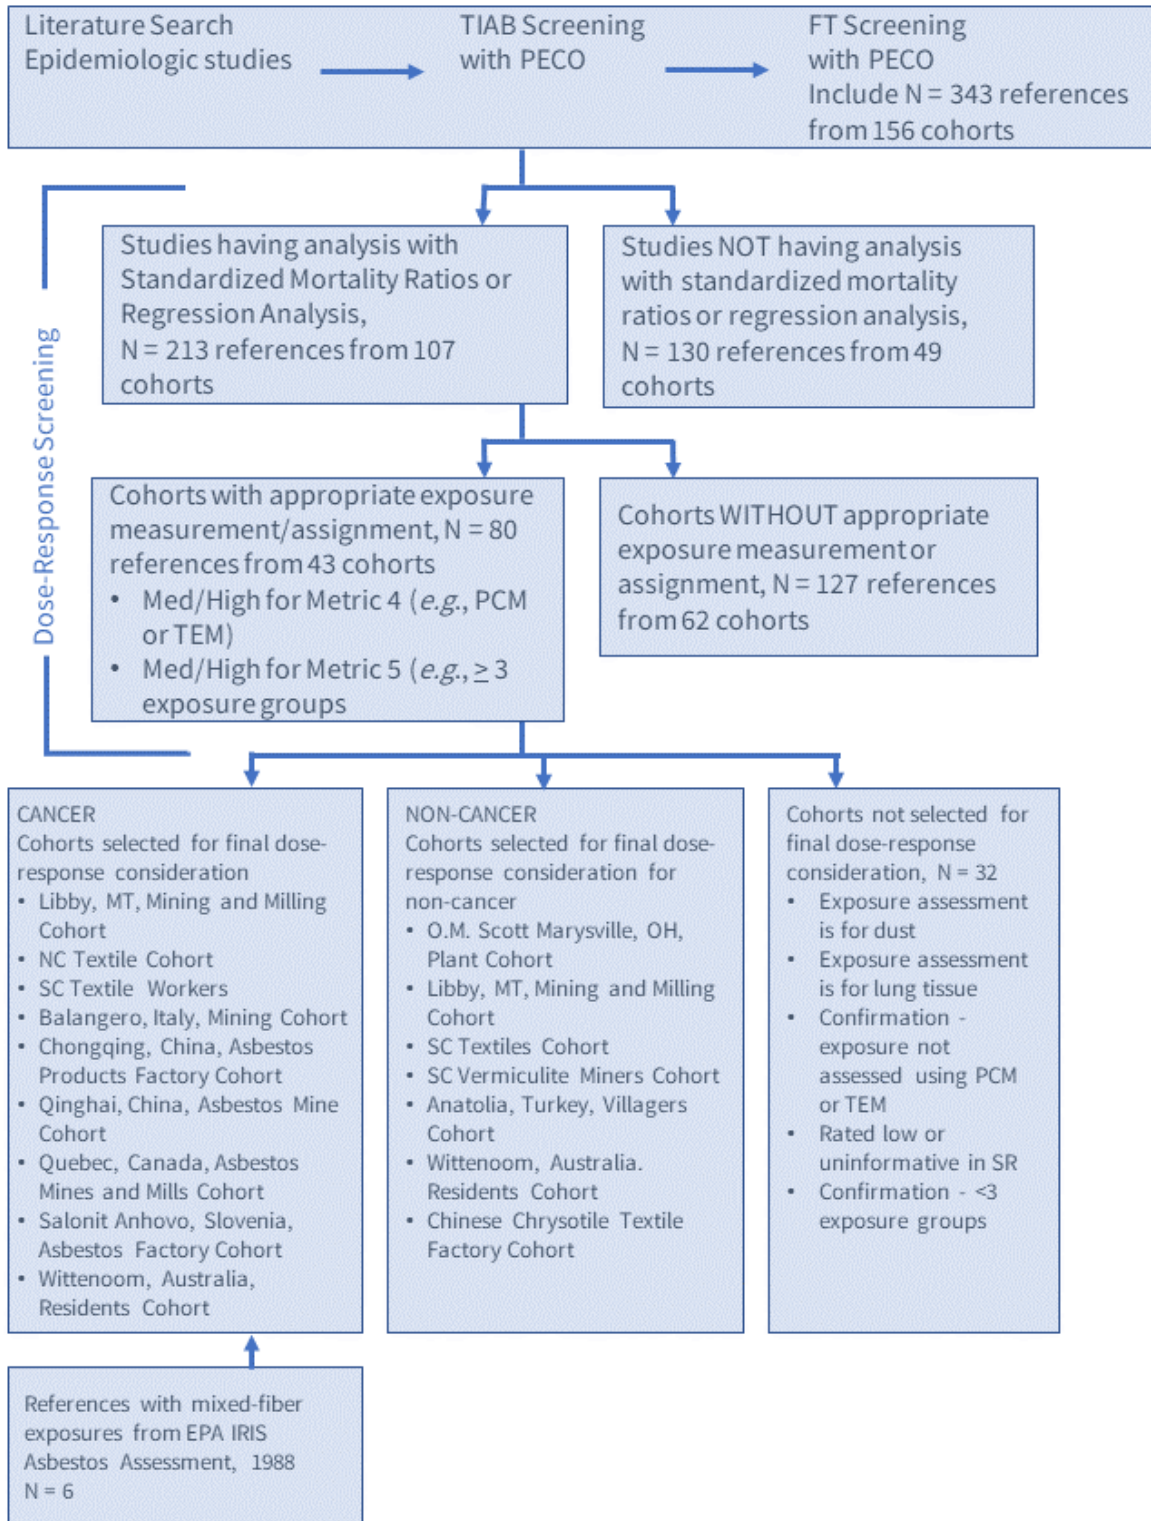 Literature Search
Epidemiologic studies
TIAB Screening
with PECO
FT Screening
with PECO
Include N = 343 references
from 156 cohorts
Dose-Response Screening
Studies having analysis with
Standardized Mortality Ratios or
Regression Analysis,
N = 213 references from 107
cohorts
Studies NOT having analysis
with standardized mortality
ratios or regression analysis,
N = 130 references from 49
cohorts
Cohorts with appropriate exposure
measurement/assignment, N = 80
references from 43 cohorts
• Med/High for Metric 4 (e.g., PCM
or TEM)
• Med/High for Metric 5 (e.g., ≥ 3
exposure groups
Cohorts WITHOUT appropriate
exposure measurement or
assignment, N = 127 references
from 62 cohorts
CANCER
Cohorts selected for final dose-
response consideration
• Libby, MT, Mining and Milling
Cohort
• NC Textile Cohort
• SC Textile Workers
• Balangero, Italy, Mining Cohort
• Chongqing, China, Asbestos
Products Factory Cohort
• Qinghai, China, Asbestos Mine
Cohort
• Quebec, Canada, Asbestos
Mines and Mills Cohort
• Salonit Anhovo, Slovenia,
Asbestos Factory Cohort
• Wittenoom, Australia,
Residents Cohort
NON-CANCER
Cohorts selected for final dose-
response consideration for
non-cancer
• O.M. Scott Marysville, OH,
Plant Cohort
• Libby, MT, Mining and Milling
Cohort
• SC Textiles Cohort
• SC Vermiculite Miners Cohort
• Anatolia, Turkey, Villagers
Cohort
• Wittenoom, Australia.
Residents Cohort
• Chinese Chrysotile Textile
Factory Cohort
Cohorts not selected for
final dose-response
consideration, N = 32
• Exposure assessment
is for dust
• Exposure assessment
is for lung tissue
• Confirmation -
exposure not
assessed using PCM
or TEM
• Rated low or
uninformative in SR
• Confirmation - <3
exposure groups
References with mixed-fiber
exposures from EPA IRIS
Asbestos Assessment, 1988
N = 6